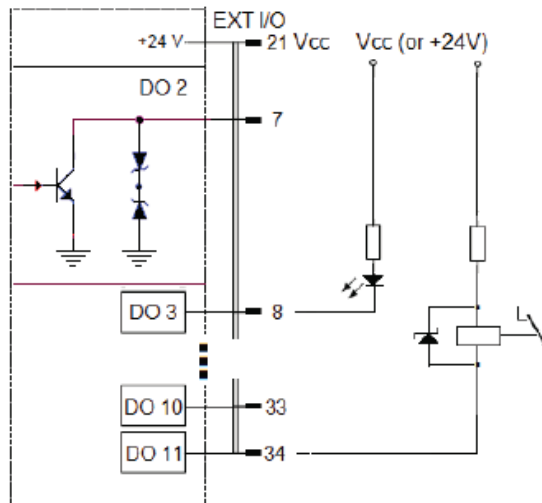 EXT I/O
+24 V
21 Vcc
Vcc (or +24V)
DO 2
7
DO 3
8
DO 10
33
DO 11
34